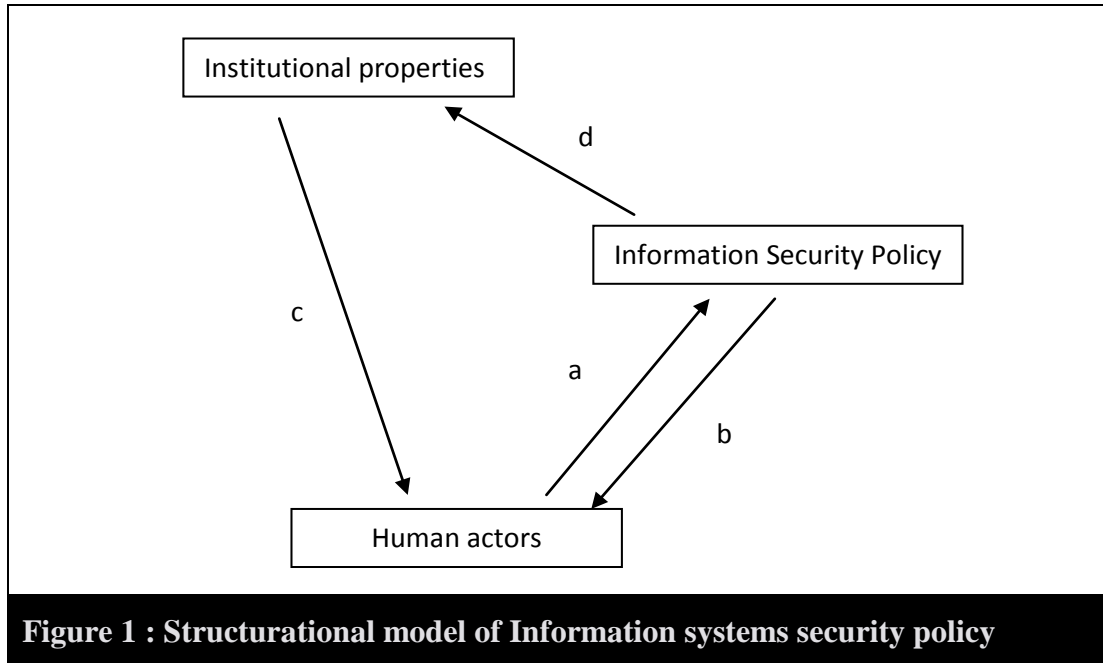 Institutional properties
d
Information Security Policy
c
a
b
Human actors
Figure 1 : Structurational model of Information systems security policy